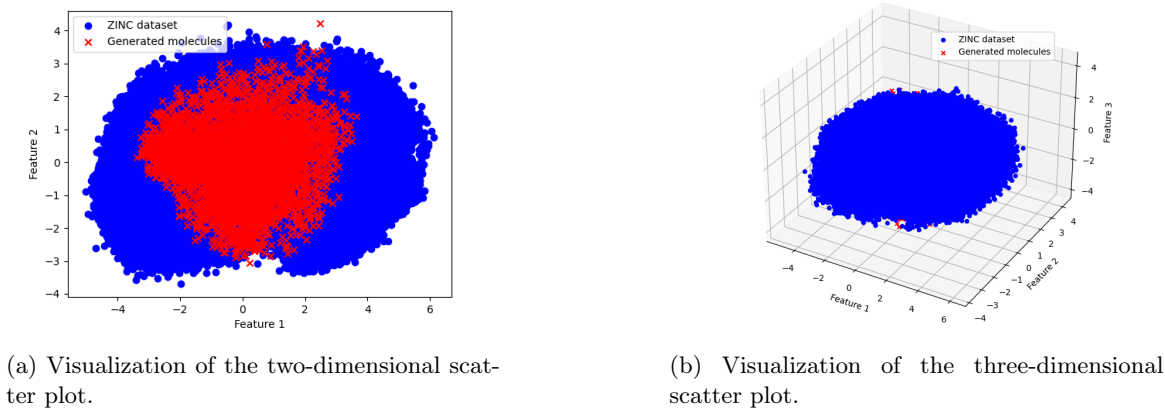 ZINC dataset
Generated molecules
4
3
2
1
0
−1
−2
−3
−4
Feature 2
−4 −2 0 2 4 6
Feature 1
ZINC dataset
Generated molecules
4
2
0
−2
−4
Feature 3
4
3
2
1
0
−1
−2
−3
−4
Feature 2
−4 −2 0 2 4 6
Feature 1
(a) Visualization of the two-dimensional scat-
ter plot.
(b) Visualization of the three-dimensional
scatter plot.